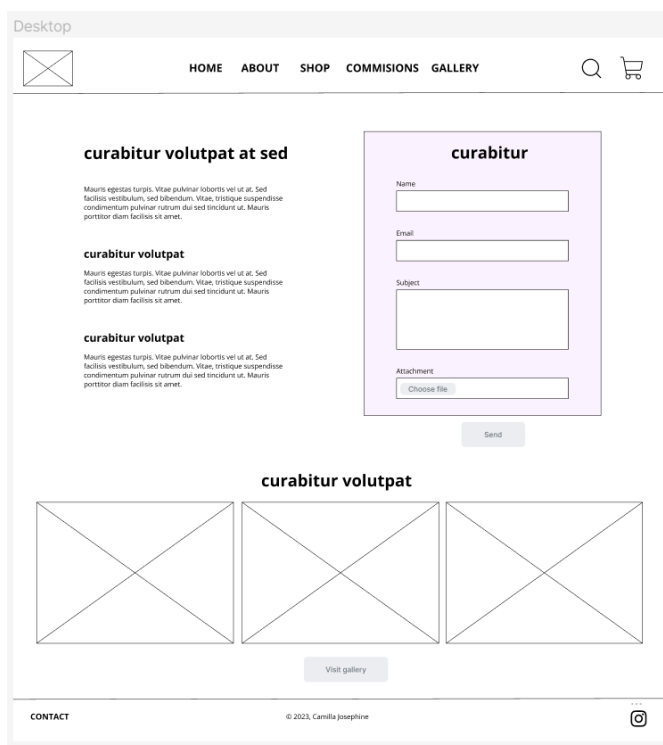 Desktop
HOME ABOUT SHOP COMMISIONS GALLERY
curabitur volutpat at sed
Mauris egestas turpis. Vitae pulvinar lobortis vel ut at. Sed
facilisis vestibulum, sed bibendum. Vitae, tristique suspendisse
condimentum pulvinar rutrum dui sed tincidunt ut. Mauris
porttitor diam facilisis sit amet.
curabitur volutpat
Mauris egestas turpis. Vitae pulvinar lobortis vel ut at. Sed
facilisis vestibulum, sed bibendum. Vitae, tristique suspendisse
condimentum pulvinar rutrum dui sed tincidunt ut. Mauris
porttitor diam facilisis sit amet.
curabitur volutpat
Mauris egestas turpis. Vitae pulvinar lobortis vel ut at. Sed
facilisis vestibulum, sed bibendum. Vitae, tristique suspendisse
condimentum pulvinar rutrum dui sed tincidunt ut. Mauris
porttitor diam facilisis sit amet.
curabitur
Name
Email
Subject
Attachment
Choose file
Send
curabitur volutpat
Visit gallery
CONTACT
© 2023, Camilla Josephine